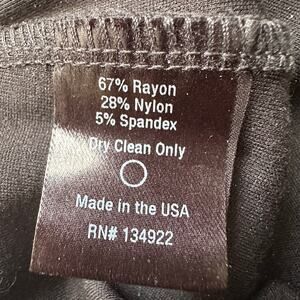 67% Rayon
28% Nylon
5% Spandex
Dry Clean Only
Made in the USA
RN# 134922